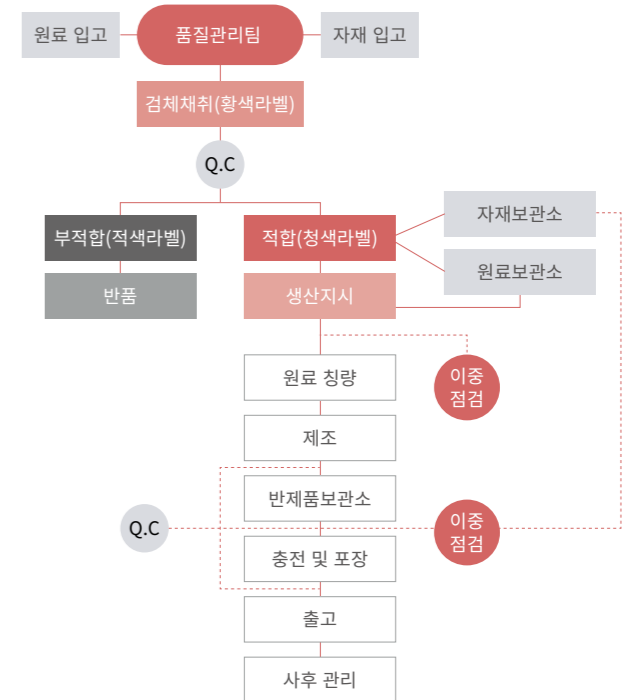 원료 입고
품질관리팀
자재 입고
검체채취(황색라벨)
Q.C
부적합(적색라벨)
적합(청색라벨)
자재보관소
원료보관소
반품
생산지시
원료 칭량
이중
점검
제조
반제품보관소
Q.C
이중
점검
충전 및 포장
출고
사후 관리